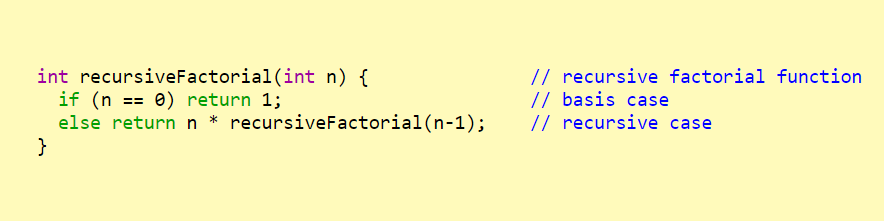 int recursiveFactorial(int n) { // recursive factorial function
if (n == 0) return 1; // basis case
else return n * recursiveFactorial(n-1); // recursive case
}